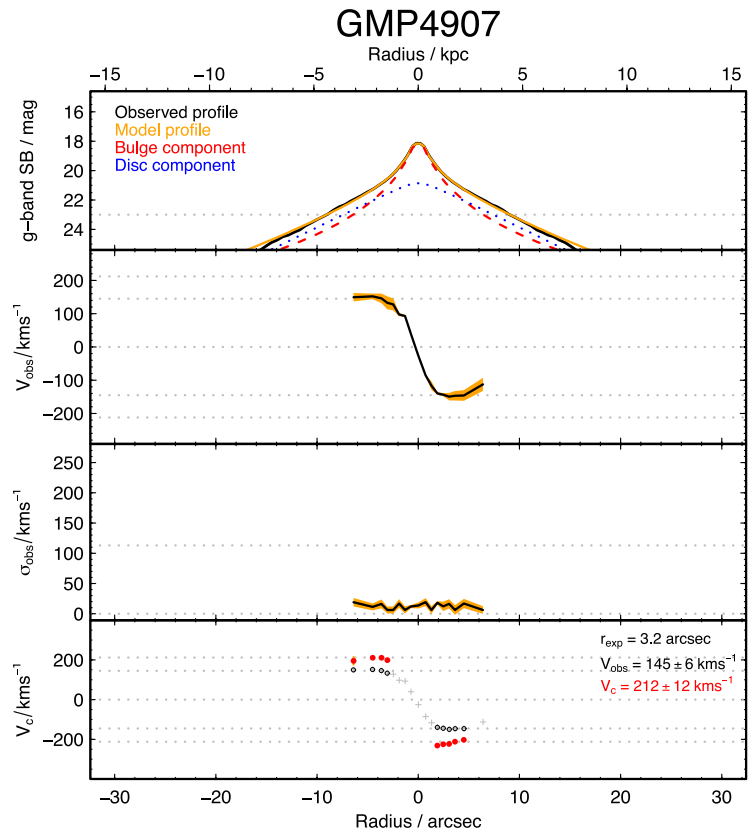 GMP4907
Radius / kpc
−15 −10 −5 0 5 10 15
g-band SB / mag
16
18
20
22
24
Observed profile
Model profile
Bulge component
Disc component
V_obs/kms⁻¹
200
100
0
−100
−200
σ_obs/kms⁻¹
250
200
150
100
50
0
V_c/kms⁻¹
200
0
−200
r_exp = 3.2 arcsec
V_obs = 145 ± 6 kms⁻¹
V_c = 212 ± 12 kms⁻¹
−30 −20 −10 0 10 20 30
Radius / arcsec